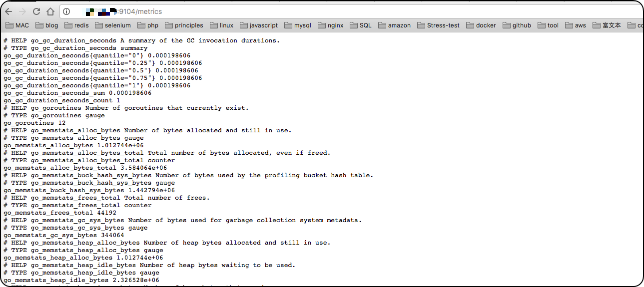 9104/metrics
MAC blog redis selenium php principles linux javascript mysql nginx SQL amazon Stress-test docker github tool aws 富文本
# HELP go_gc_duration_seconds A summary of the GC invocation durations.
# TYPE go_gc_duration_seconds summary
go_gc_duration_seconds{quantile="0"} 0.000198606
go_gc_duration_seconds{quantile="0.25"} 0.000198606
go_gc_duration_seconds{quantile="0.5"} 0.000198606
go_gc_duration_seconds{quantile="0.75"} 0.000198606
go_gc_duration_seconds{quantile="1"} 0.000198606
go_gc_duration_seconds_sum 0.000198606
go_gc_duration_seconds_count 1
# HELP go_goroutines Number of goroutines that currently exist.
# TYPE go_goroutines gauge
go_goroutines 12
# HELP go_memstats_alloc_bytes Number of bytes allocated and still in use.
# TYPE go_memstats_alloc_bytes gauge
go_memstats_alloc_bytes 1.012744e+06
# HELP go_memstats_alloc_bytes_total Total number of bytes allocated, even if freed.
# TYPE go_memstats_alloc_bytes_total counter
go_memstats_alloc_bytes_total 3.584064e+06
# HELP go_memstats_buck_hash_sys_bytes Number of bytes used by the profiling bucket hash table.
# TYPE go_memstats_buck_hash_sys_bytes gauge
go_memstats_buck_hash_sys_bytes 1.442794e+06
# HELP go_memstats_frees_total Total number of frees.
# TYPE go_memstats_frees_total counter
go_memstats_frees_total 44192
# HELP go_memstats_gc_sys_bytes Number of bytes used for garbage collection system metadata.
# TYPE go_memstats_gc_sys_bytes gauge
go_memstats_gc_sys_bytes 344064
# HELP go_memstats_heap_alloc_bytes Number of heap bytes allocated and still in use.
# TYPE go_memstats_heap_alloc_bytes gauge
go_memstats_heap_alloc_bytes 1.012744e+06
# HELP go_memstats_heap_idle_bytes Number of heap bytes waiting to be used.
# TYPE go_memstats_heap_idle_bytes gauge
go_memstats_heap_idle_bytes 2.326528e+06